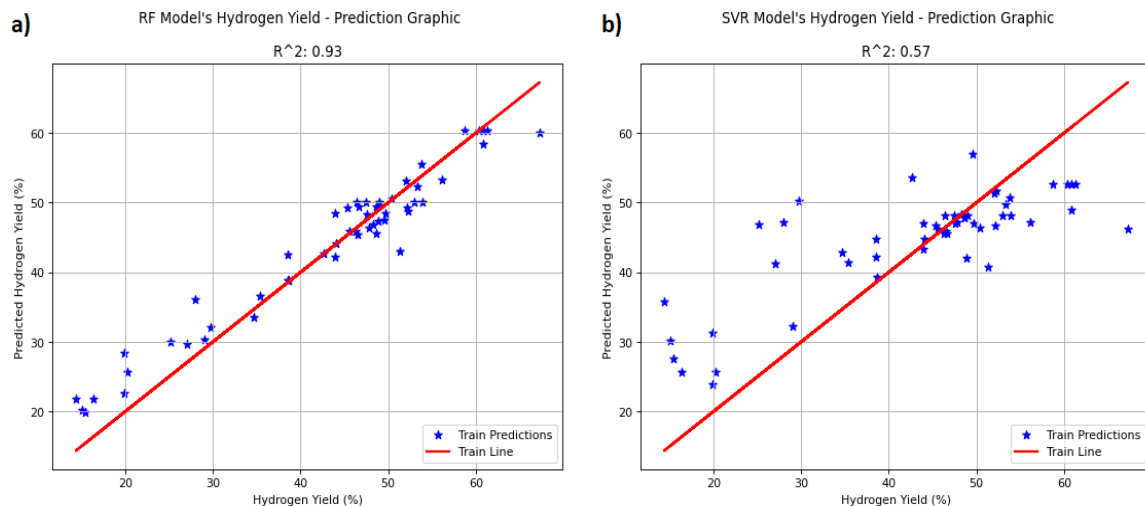 a)
RF Model's Hydrogen Yield - Prediction Graphic
R^2: 0.93
Predicted Hydrogen Yield (%)
60
50
40
30
20
Train Predictions
Train Line
20 30 40 50 60
Hydrogen Yield (%)
b)
SVR Model's Hydrogen Yield - Prediction Graphic
R^2: 0.57
Predicted Hydrogen Yield (%)
60
50
40
30
20
Train Predictions
Train Line
20 30 40 50 60
Hydrogen Yield (%)